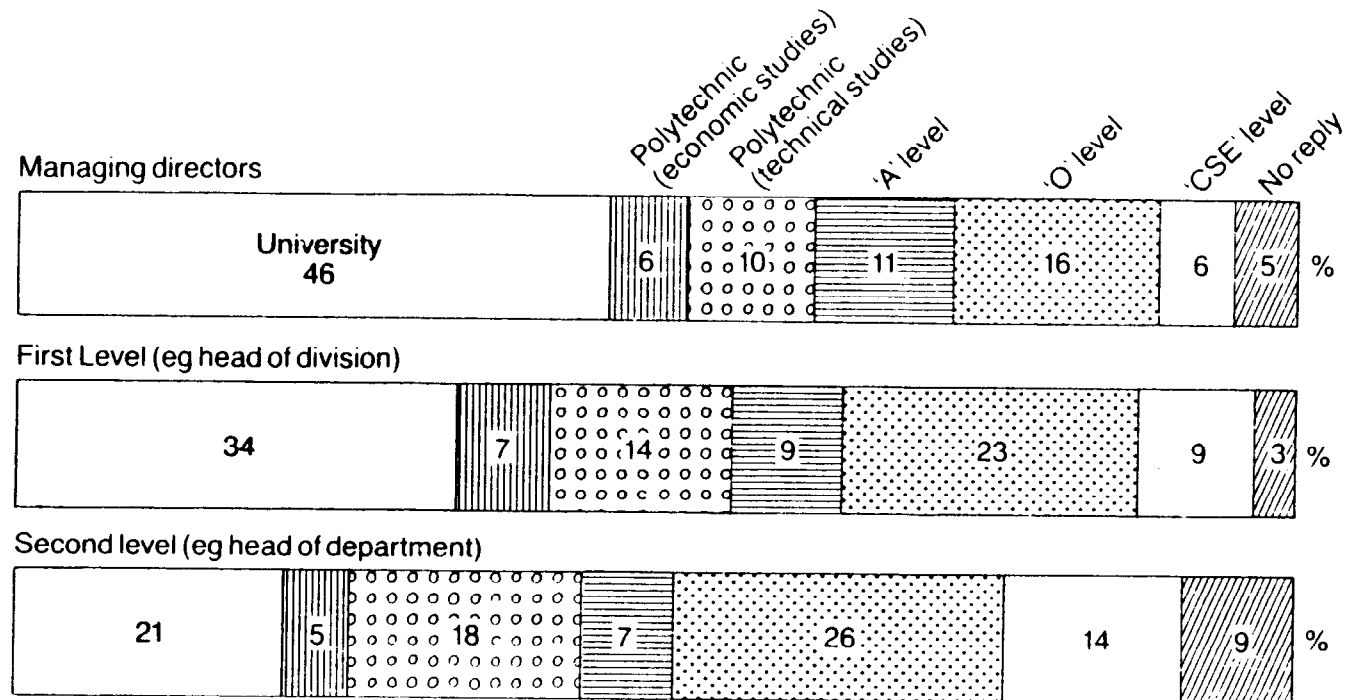 Polytechnic
(economic studies)
Polytechnic
(technical studies)
‘A’ level
‘O’ level
‘CSE’ level
No reply
Managing directors
University
46
6
10
11
16
6
5
%
First Level (eg head of division)
34
7
14
9
23
9
3
%
Second level (eg head of department)
21
5
18
7
26
14
9
%